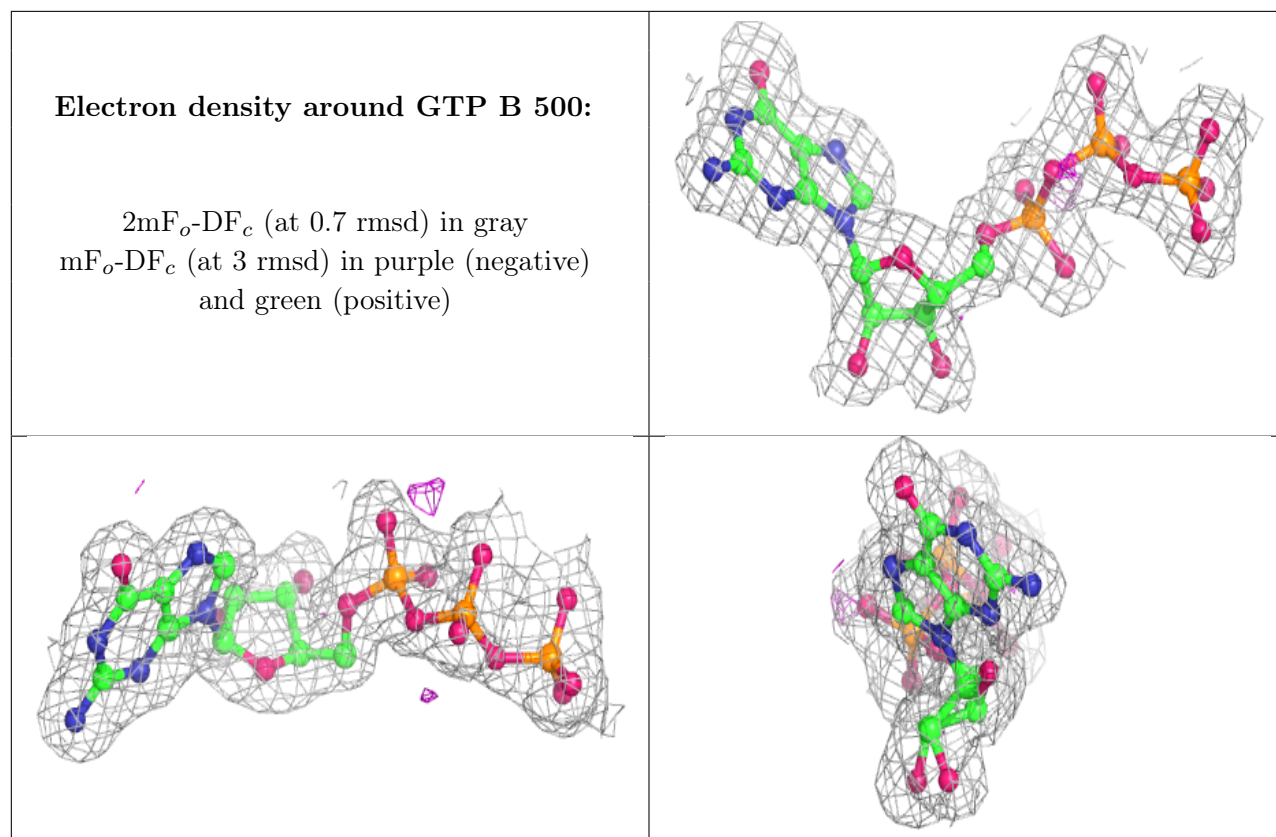 Electron density around GTP B 500:
2mFo-DFc (at 0.7 rmsd) in gray
mFo-DFc (at 3 rmsd) in purple (negative)
and green (positive)